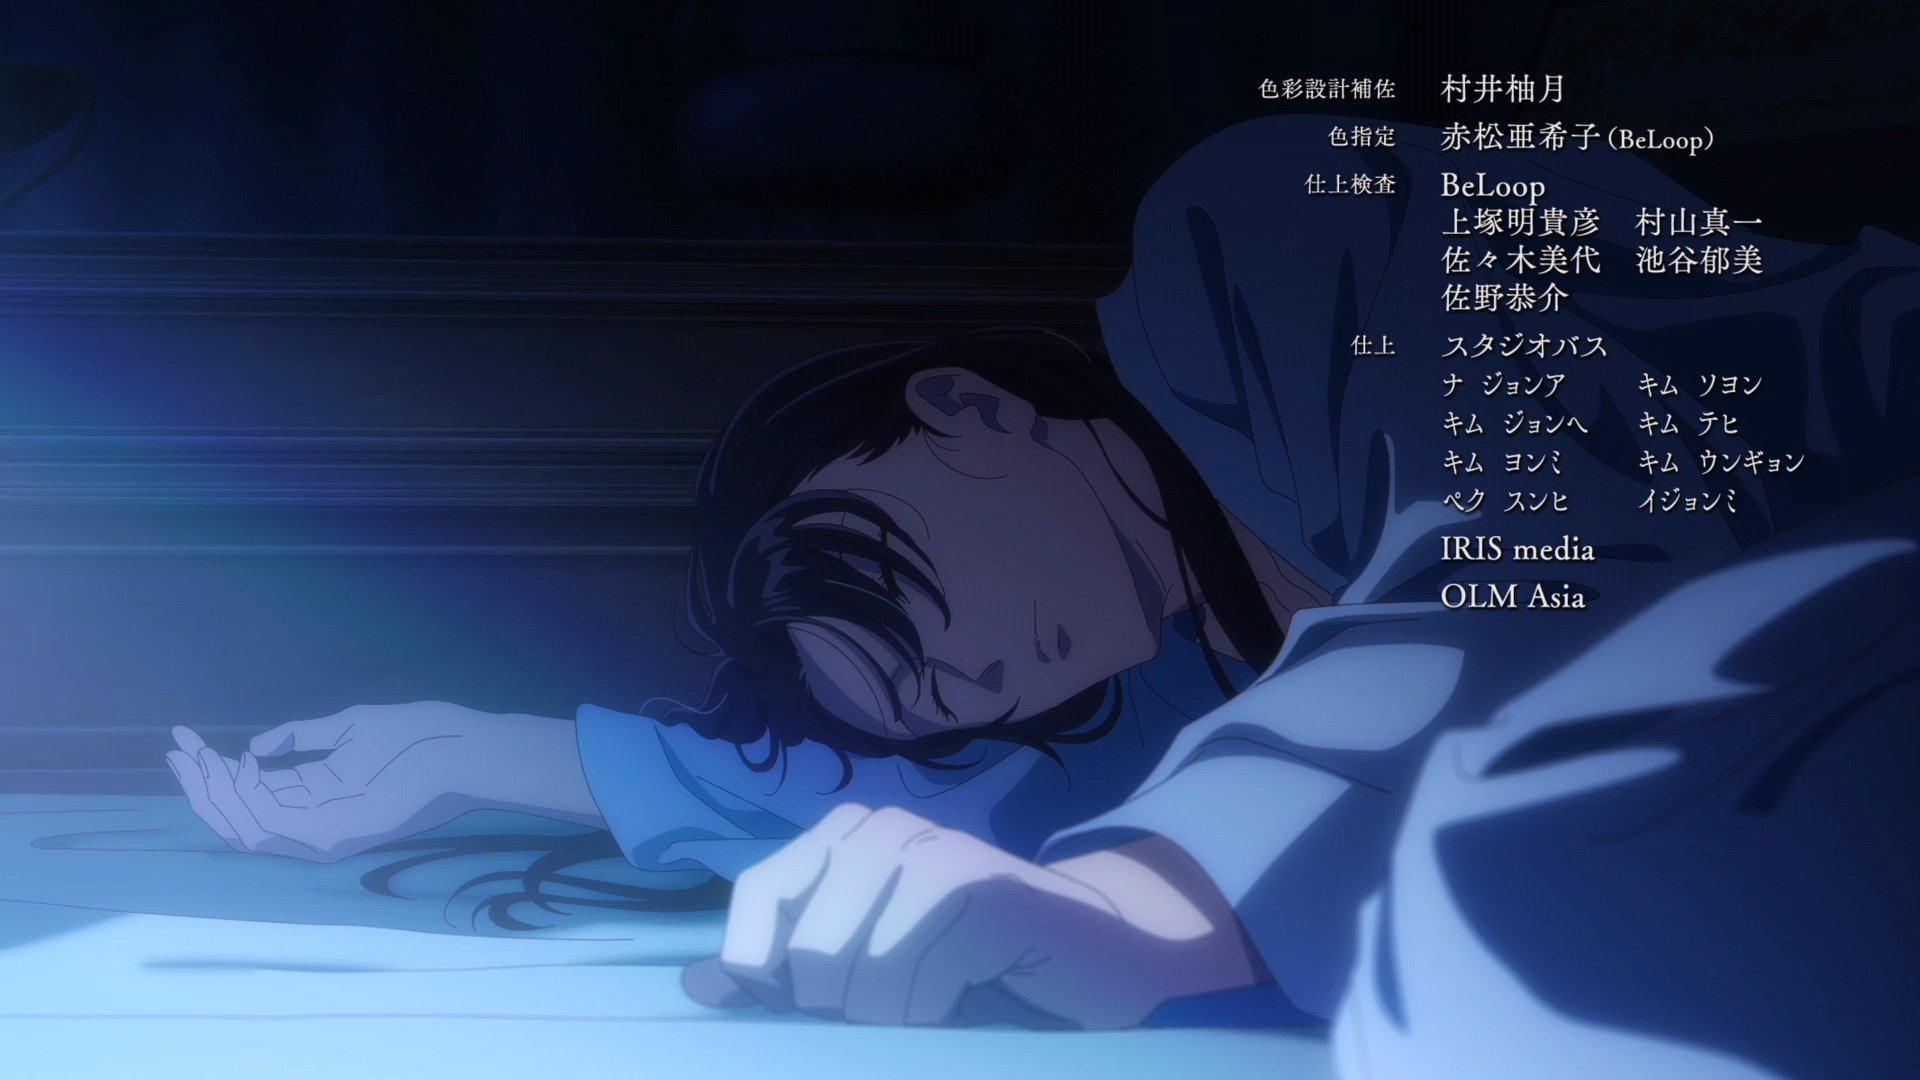 色彩設計補佐 村井柚月
色指定 赤松亜希子(BeLoop)
仕上検査 BeLoop
上塚明貴彦 村山真一
佐々木美代 池谷郁美
佐野恭介
仕上 スタジオバス
ナ ジョンア キム ソヨン
キム ジョンヘ キム テヒ
キム ヨンミ キム ウンギョン
ペク スンヒ イジョンミ
IRIS media
OLM Asia